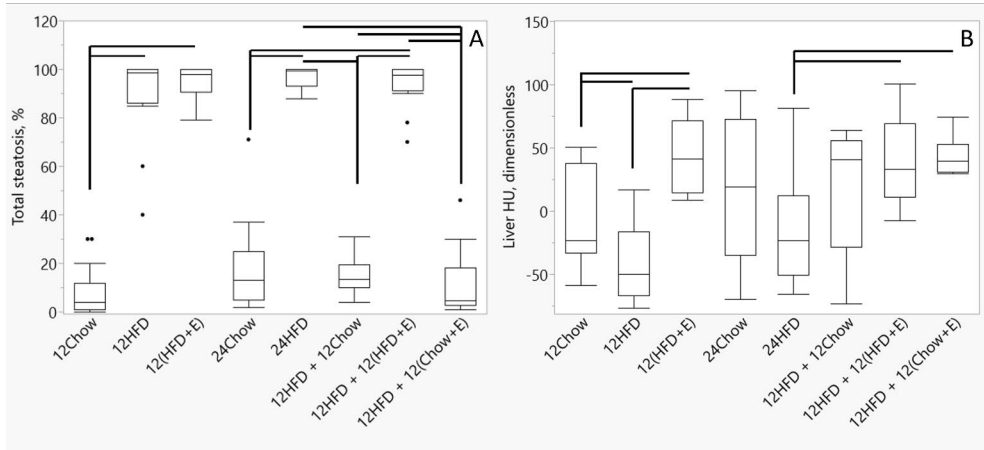 A
Total steatosis, %
120
100
80
60
40
20
0
12Chow
12HFD
12(HFD+E)
24Chow
24HFD
12HFD + 12Chow
12HFD + 12(HFD+E)
12HFD + 12(Chow+E)
B
Liver HU, dimensionless
150
100
50
0
-50
12Chow
12HFD
12(HFD+E)
24Chow
24HFD
12HFD + 12Chow
12HFD + 12(HFD+E)
12HFD + 12(Chow+E)